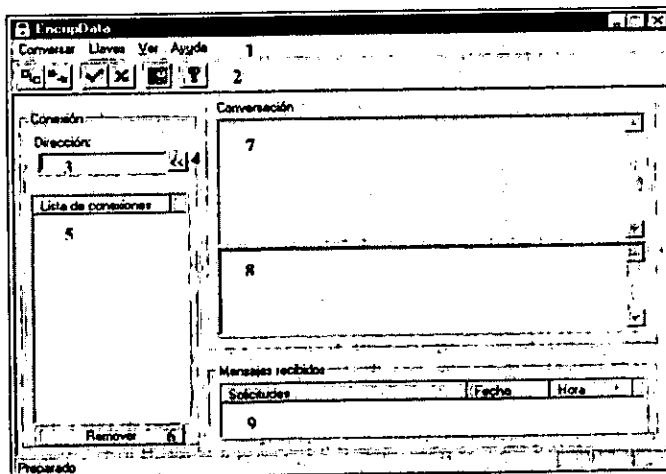 EncupData
Conversar Llaves Ver Ayuda 1
2
Conexión
Dirección:
3 << 4
Lista de conexiones
5
Remover 6
Conversación
7
8
Mensajes recibidos
Solicitudes Fecha Hora
9
Preparado